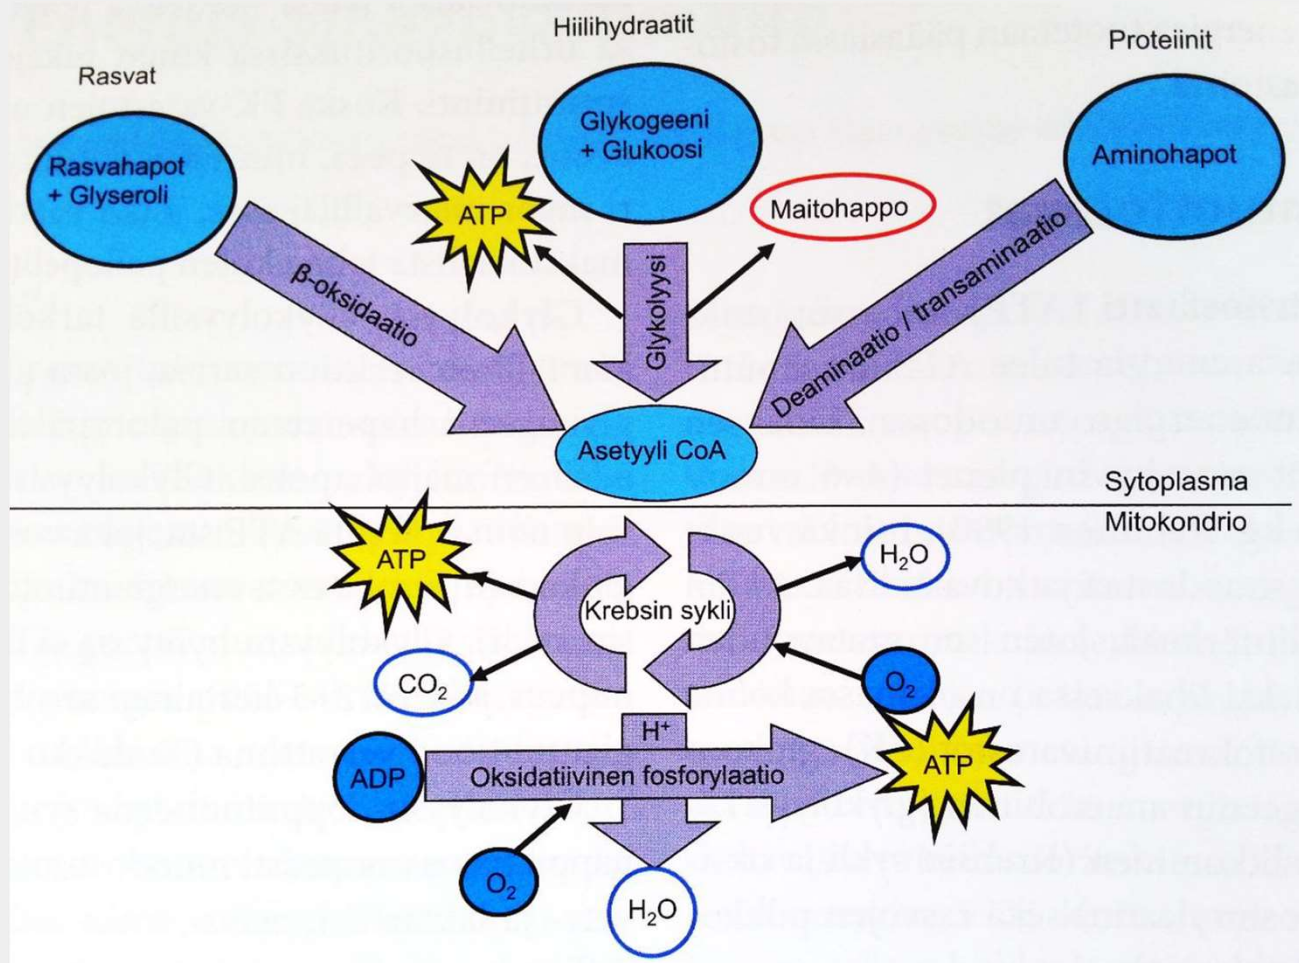 Hiilihydraatit
Proteiinit
Rasvat
Glykogeeni
+ Glukoosi
Aminohapot
Rasvahapot
+ Glyseroli
ATP
Maitohappo
β-oksidaatio
Glykolyysi
Deaminaatio / transaminaatio
Asetyyli CoA
Sytoplasma
Mitokondrio
ATP
H₂O
Krebsin sykli
CO₂
O₂
H⁺
ADP
Oksidatiivinen fosforylaatio
ATP
O₂
H₂O